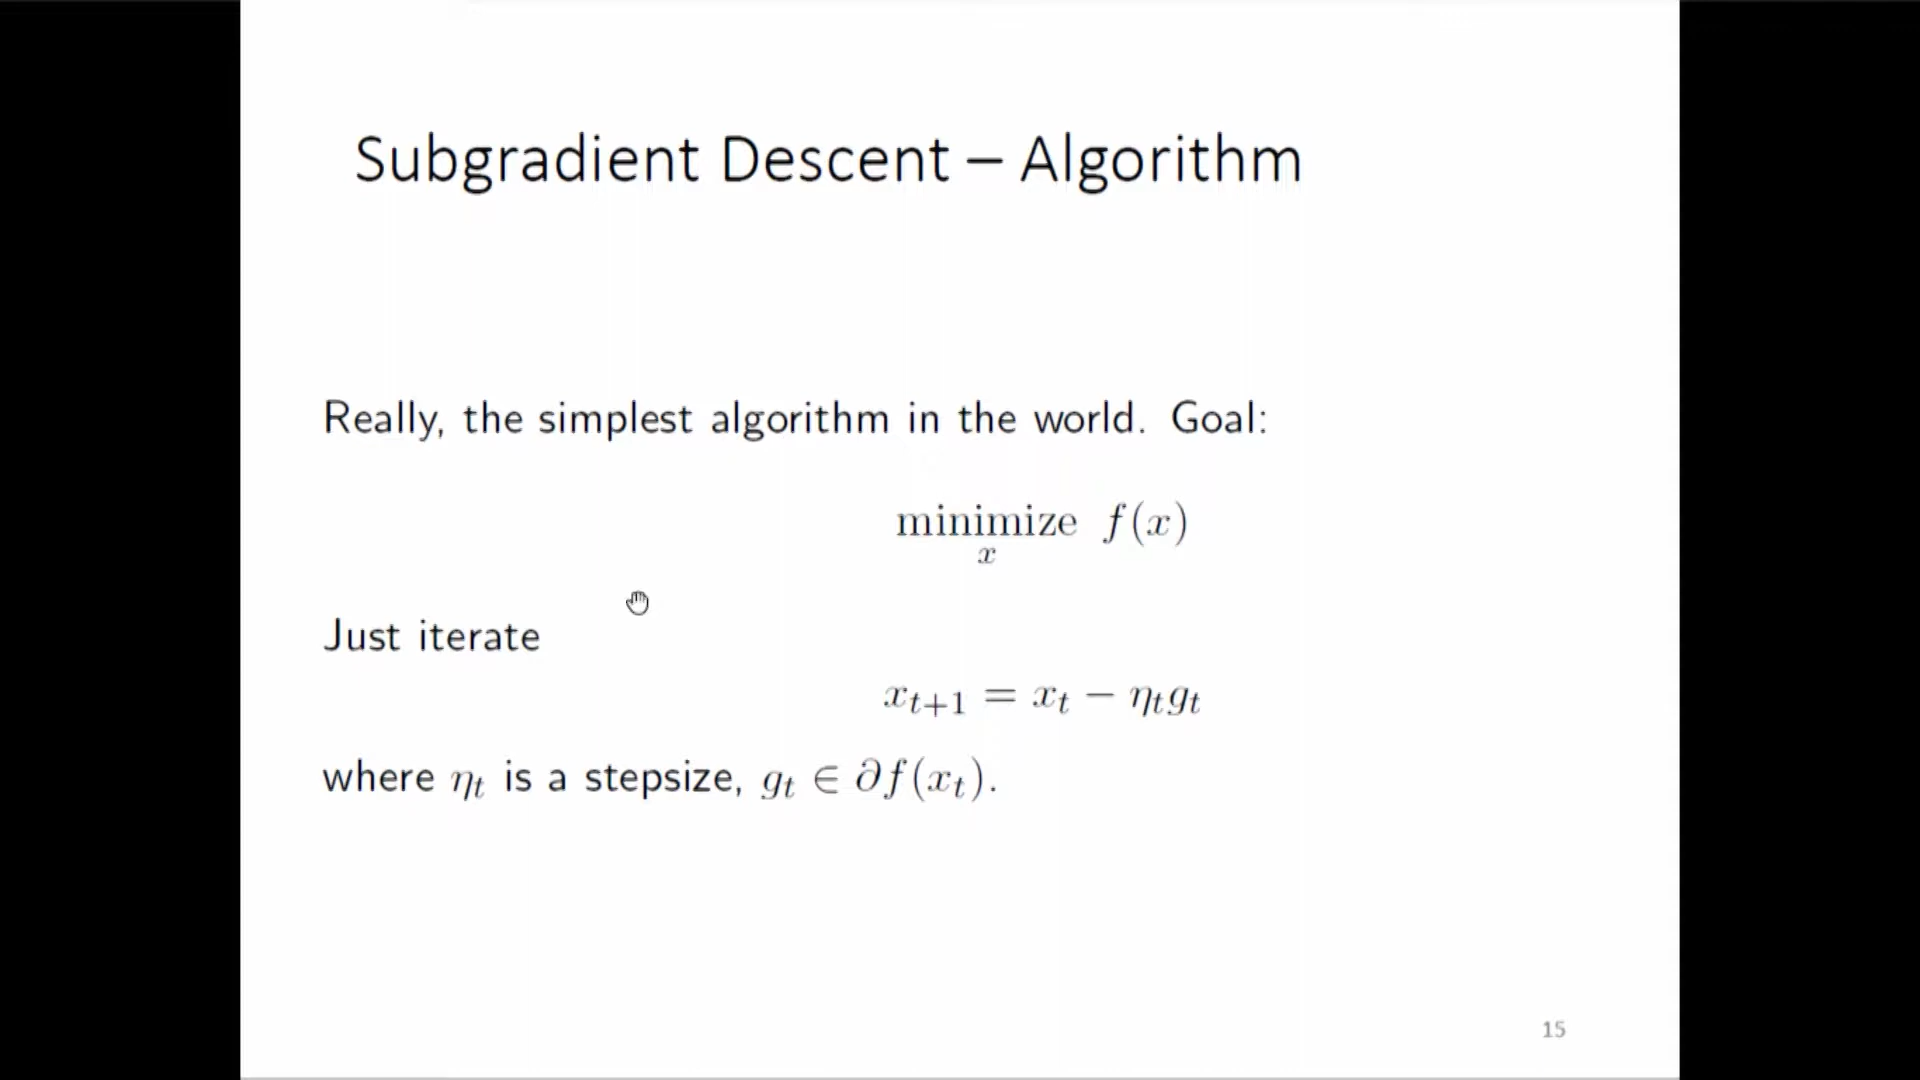 Subgradient Descent – Algorithm
Really, the simplest algorithm in the world. Goal:
minimize f(x)
x
Just iterate
x_{t+1} = x_t − η_t g_t
where η_t is a stepsize, g_t ∈ ∂f(x_t).
15